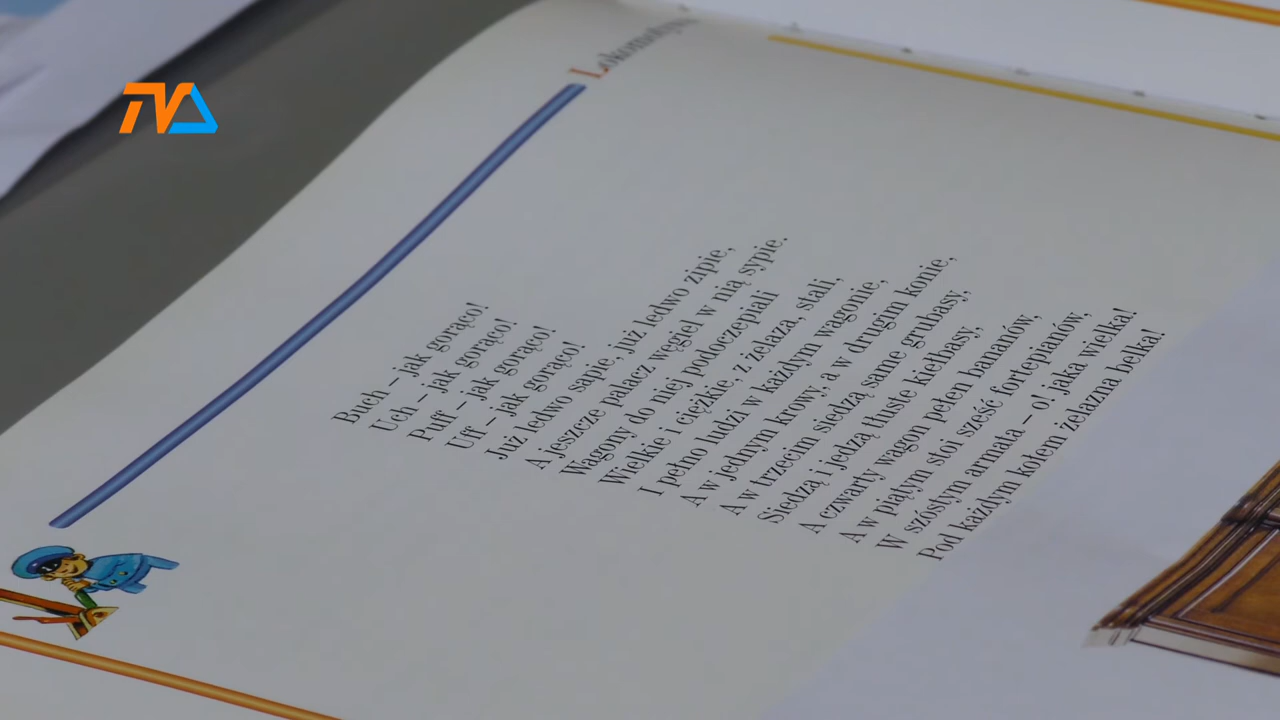 TVA
Lokomotywa
Buch – jak gorąco!
Uch – jak gorąco!
Puff – jak gorąco!
Uff – jak gorąco!
Już ledwo sapie, już ledwo zipie,
A jeszcze palacz węgiel w nią sypie.
Wagony do niej podoczepiali
Wielkie i ciężkie, z żelaza, stali,
I pełno ludzi w każdym wagonie,
A w jednym krowy, a w drugim konie,
A w trzecim siedzą same grubasy,
Siedzą i jedzą tłuste kiełbasy,
A czwarty wagon pełen bananów,
A w piątym stoi sześć fortepianów,
W szóstym armata – o! jaka wielka!
Pod każdym kołem żelazna belka!